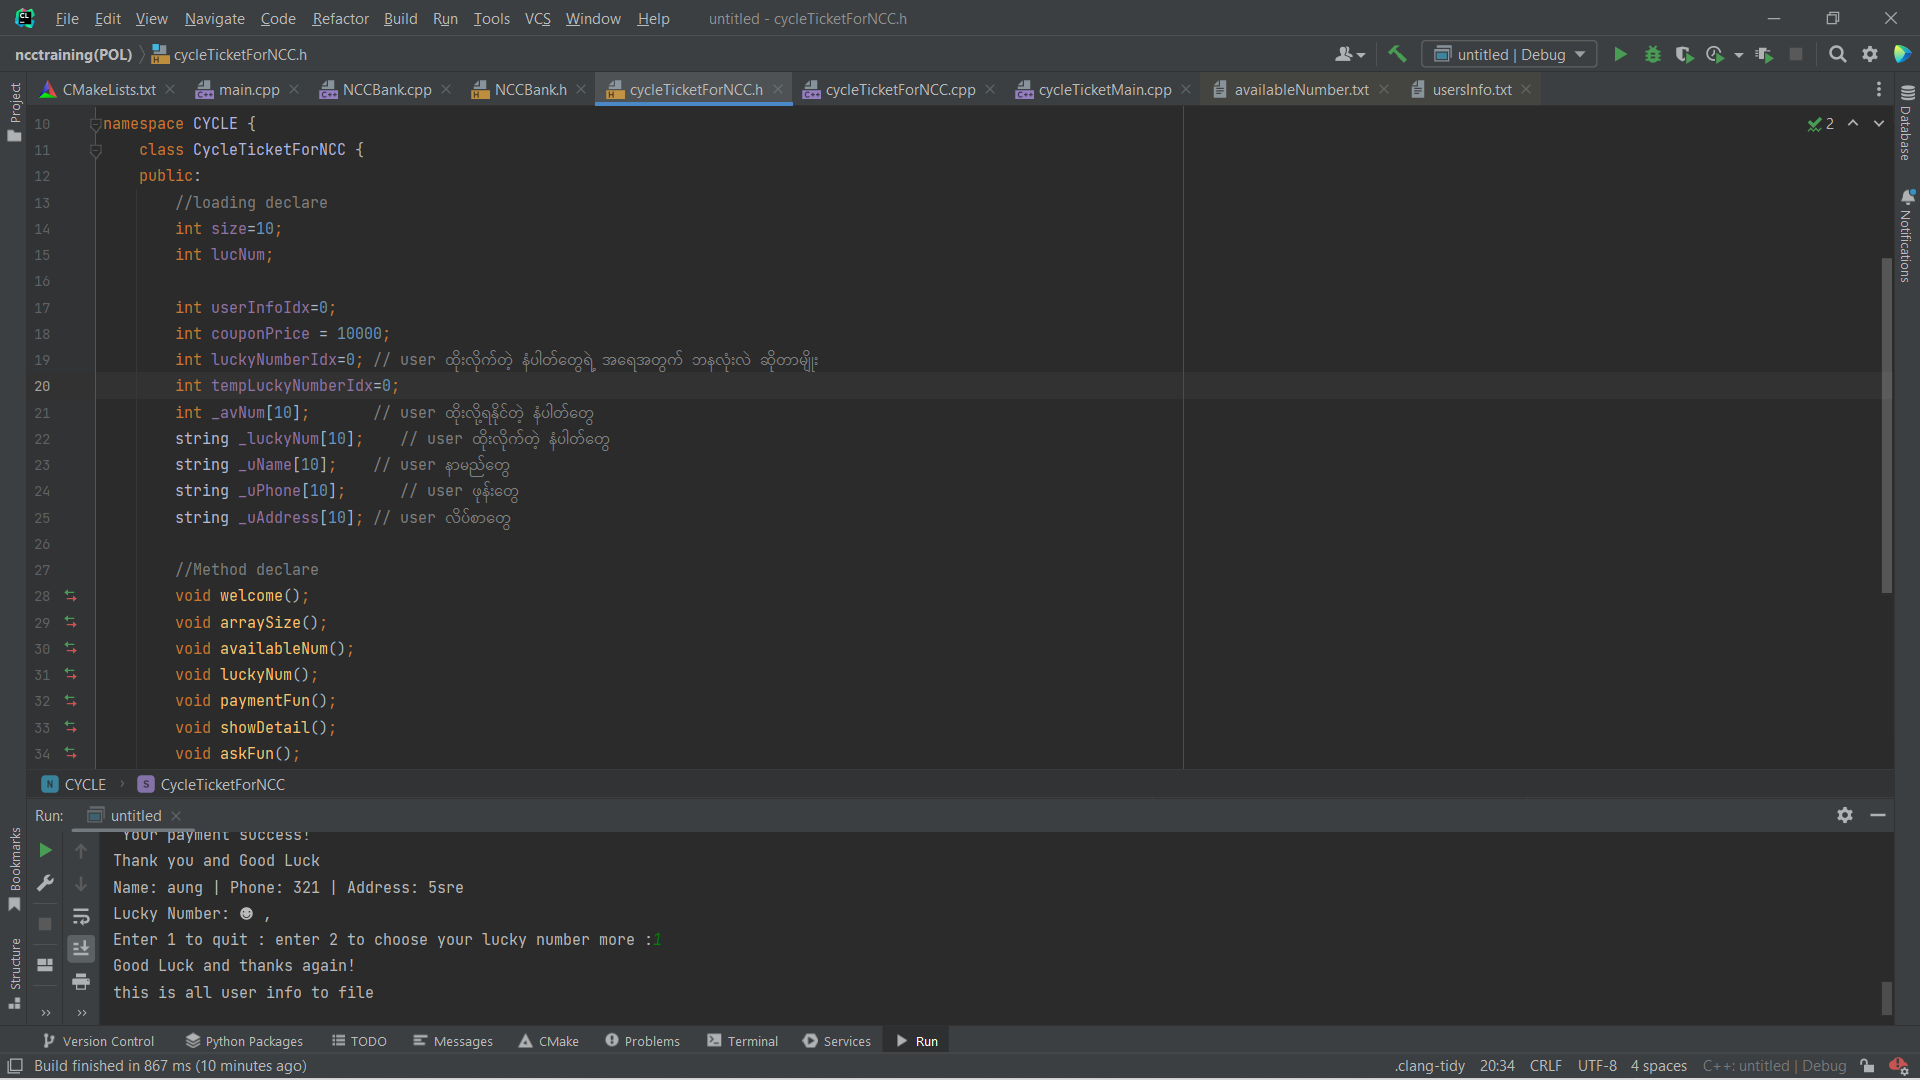 File Edit View Navigate Code Refactor Build Run Tools VCS Window Help untitled - cycleTicketForNCC.h
ncctraining(POL) cycleTicketForNCC.h untitled | Debug
CMakeLists.txt main.cpp NCCBank.cpp NCCBank.h cycleTicketForNCC.h cycleTicketForNCC.cpp cycleTicketMain.cpp availableNumber.txt usersInfo.txt
Project
Database
Notifications
2
10 namespace CYCLE {
11 class CycleTicketForNCC {
12 public:
13 //loading declare
14 int size=10;
15 int lucNum;
16
17 int userInfoIdx=0;
18 int couponPrice = 10000;
19 int luckyNumberIdx=0; // user ထိုးလိုက်တဲ့ နံပါတ်တွေရဲ့ အရေအတွက် ဘနလုံးလဲ ဆိုတာမျိုး
20 int tempLuckyNumberIdx=0;
21 int _avNum[10]; // user ထိုးလို့ရနိုင်တဲ့ နံပါတ်တွေ
22 string _luckyNum[10]; // user ထိုးလိုက်တဲ့ နံပါတ်တွေ
23 string _uName[10]; // user နာမည်တွေ
24 string _uPhone[10]; // user ဖုန်းတွေ
25 string _uAddress[10]; // user လိပ်စာတွေ
26
27 //Method declare
28 void welcome();
29 void arraySize();
30 void availableNum();
31 void luckyNum();
32 void paymentFun();
33 void showDetail();
34 void askFun();
CYCLE CycleTicketForNCC
Run: untitled
Bookmarks
Structure
Your payment success!
Thank you and Good Luck
Name: aung | Phone: 321 | Address: 5sre
Lucky Number: ☻ ,
Enter 1 to quit : enter 2 to choose your lucky number more :1
Good Luck and thanks again!
this is all user info to file
Version Control Python Packages TODO Messages CMake Problems Terminal Services Run
Build finished in 867 ms (10 minutes ago) .clang-tidy 20:34 CRLF UTF-8 4 spaces C++: untitled | Debug